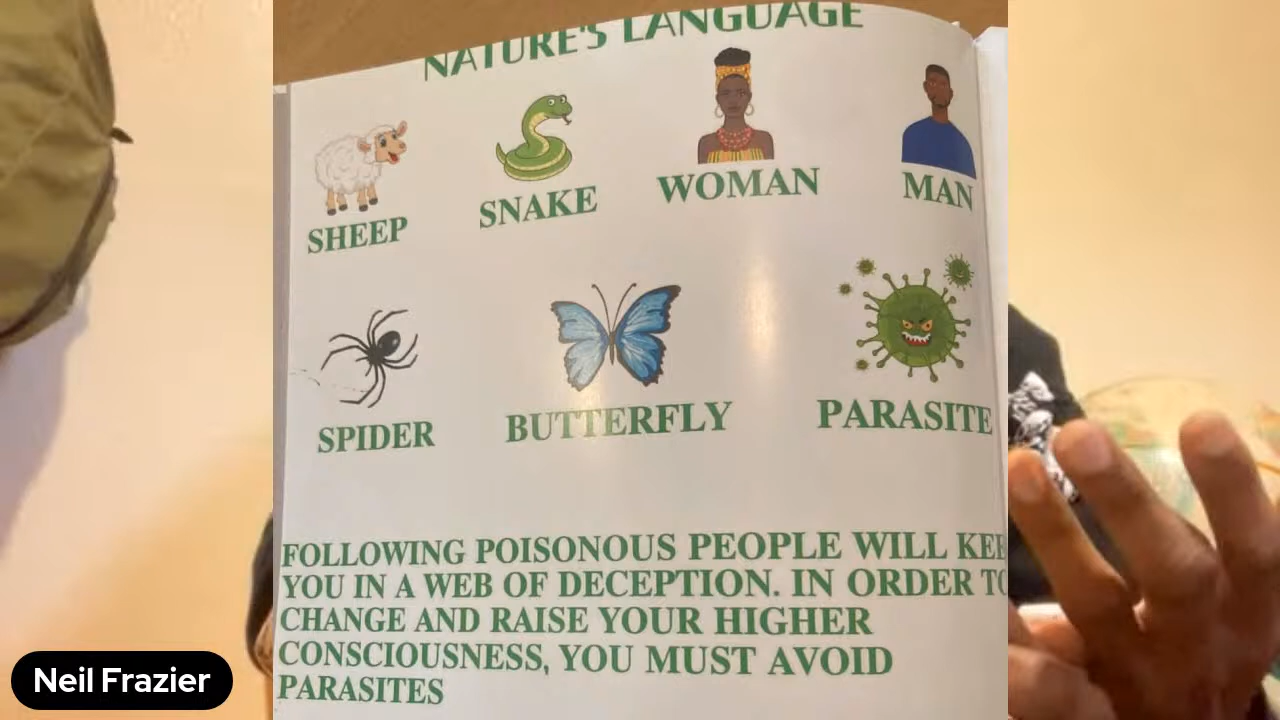 NATURE'S LANGUAGE
SHEEP
SNAKE
WOMAN
MAN
SPIDER
BUTTERFLY
PARASITE
FOLLOWING POISONOUS PEOPLE WILL
YOU IN A WEB OF DECEPTION. IN ORDER TO
CHANGE AND RAISE YOUR HIGHER
CONSCIOUSNESS, YOU MUST AVOID
PARASITES
Neil Frazier